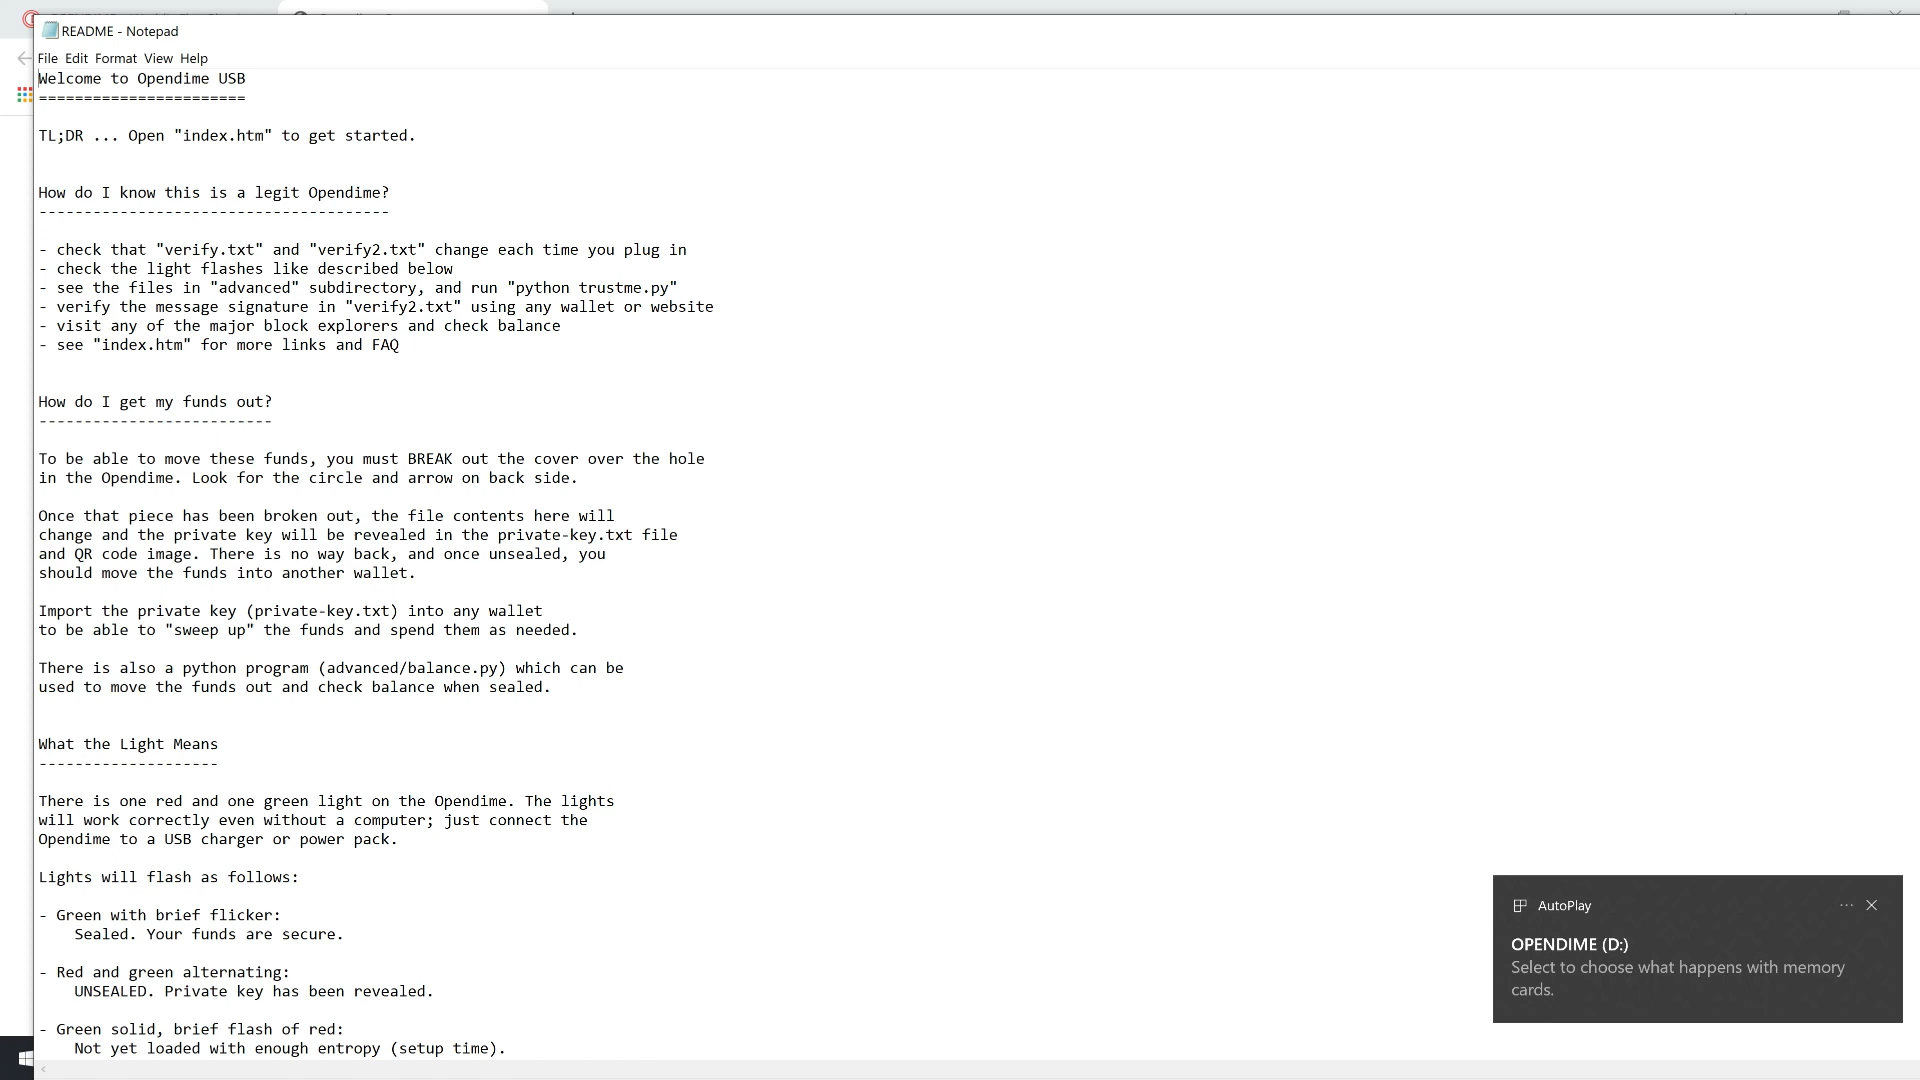 README - Notepad
File Edit Format View Help
Welcome to Opendime USB
=======================
TL;DR ... Open "index.htm" to get started.
How do I know this is a legit Opendime?
---------------------------------------
- check that "verify.txt" and "verify2.txt" change each time you plug in
- check the light flashes like described below
- see the files in "advanced" subdirectory, and run "python trustme.py"
- verify the message signature in "verify2.txt" using any wallet or website
- visit any of the major block explorers and check balance
- see "index.htm" for more links and FAQ
How do I get my funds out?
--------------------------
To be able to move these funds, you must BREAK out the cover over the hole
in the Opendime. Look for the circle and arrow on back side.
Once that piece has been broken out, the file contents here will
change and the private key will be revealed in the private-key.txt file
and QR code image. There is no way back, and once unsealed, you
should move the funds into another wallet.
Import the private key (private-key.txt) into any wallet
to be able to "sweep up" the funds and spend them as needed.
There is also a python program (advanced/balance.py) which can be
used to move the funds out and check balance when sealed.
What the Light Means
--------------------
There is one red and one green light on the Opendime. The lights
will work correctly even without a computer; just connect the
Opendime to a USB charger or power pack.
Lights will flash as follows:
- Green with brief flicker:
Sealed. Your funds are secure.
- Red and green alternating:
UNSEALED. Private key has been revealed.
- Green solid, brief flash of red:
Not yet loaded with enough entropy (setup time).
AutoPlay
OPENDIME (D:)
Select to choose what happens with memory
cards.